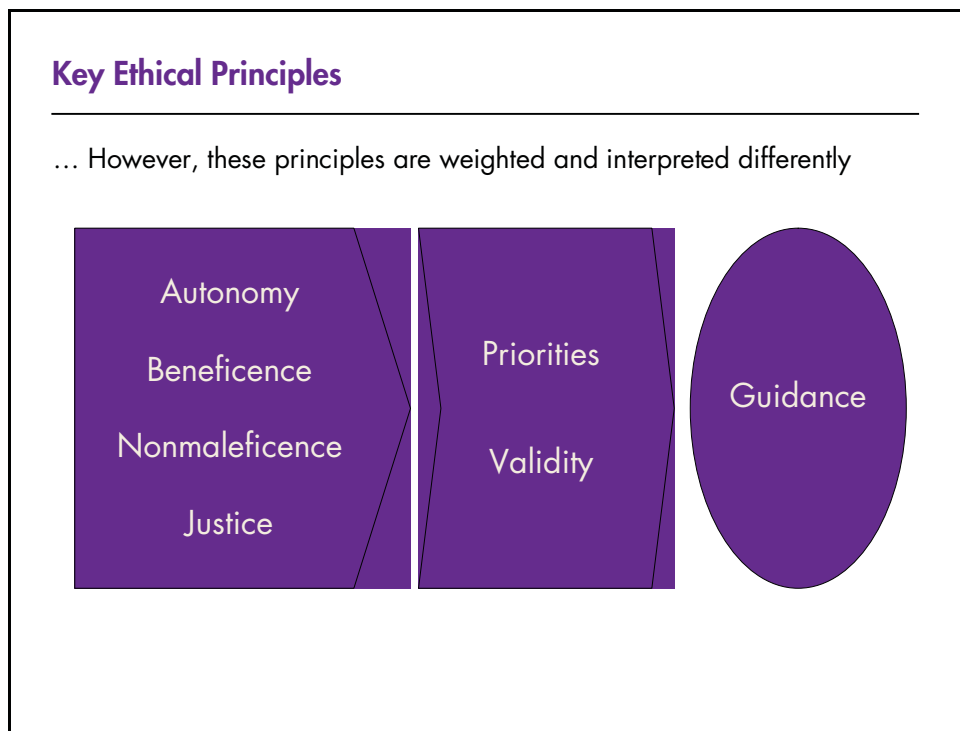 Key Ethical Principles
… However, these principles are weighted and interpreted differently
Autonomy
Beneficence
Nonmaleficence
Justice
Priorities
Validity
Guidance